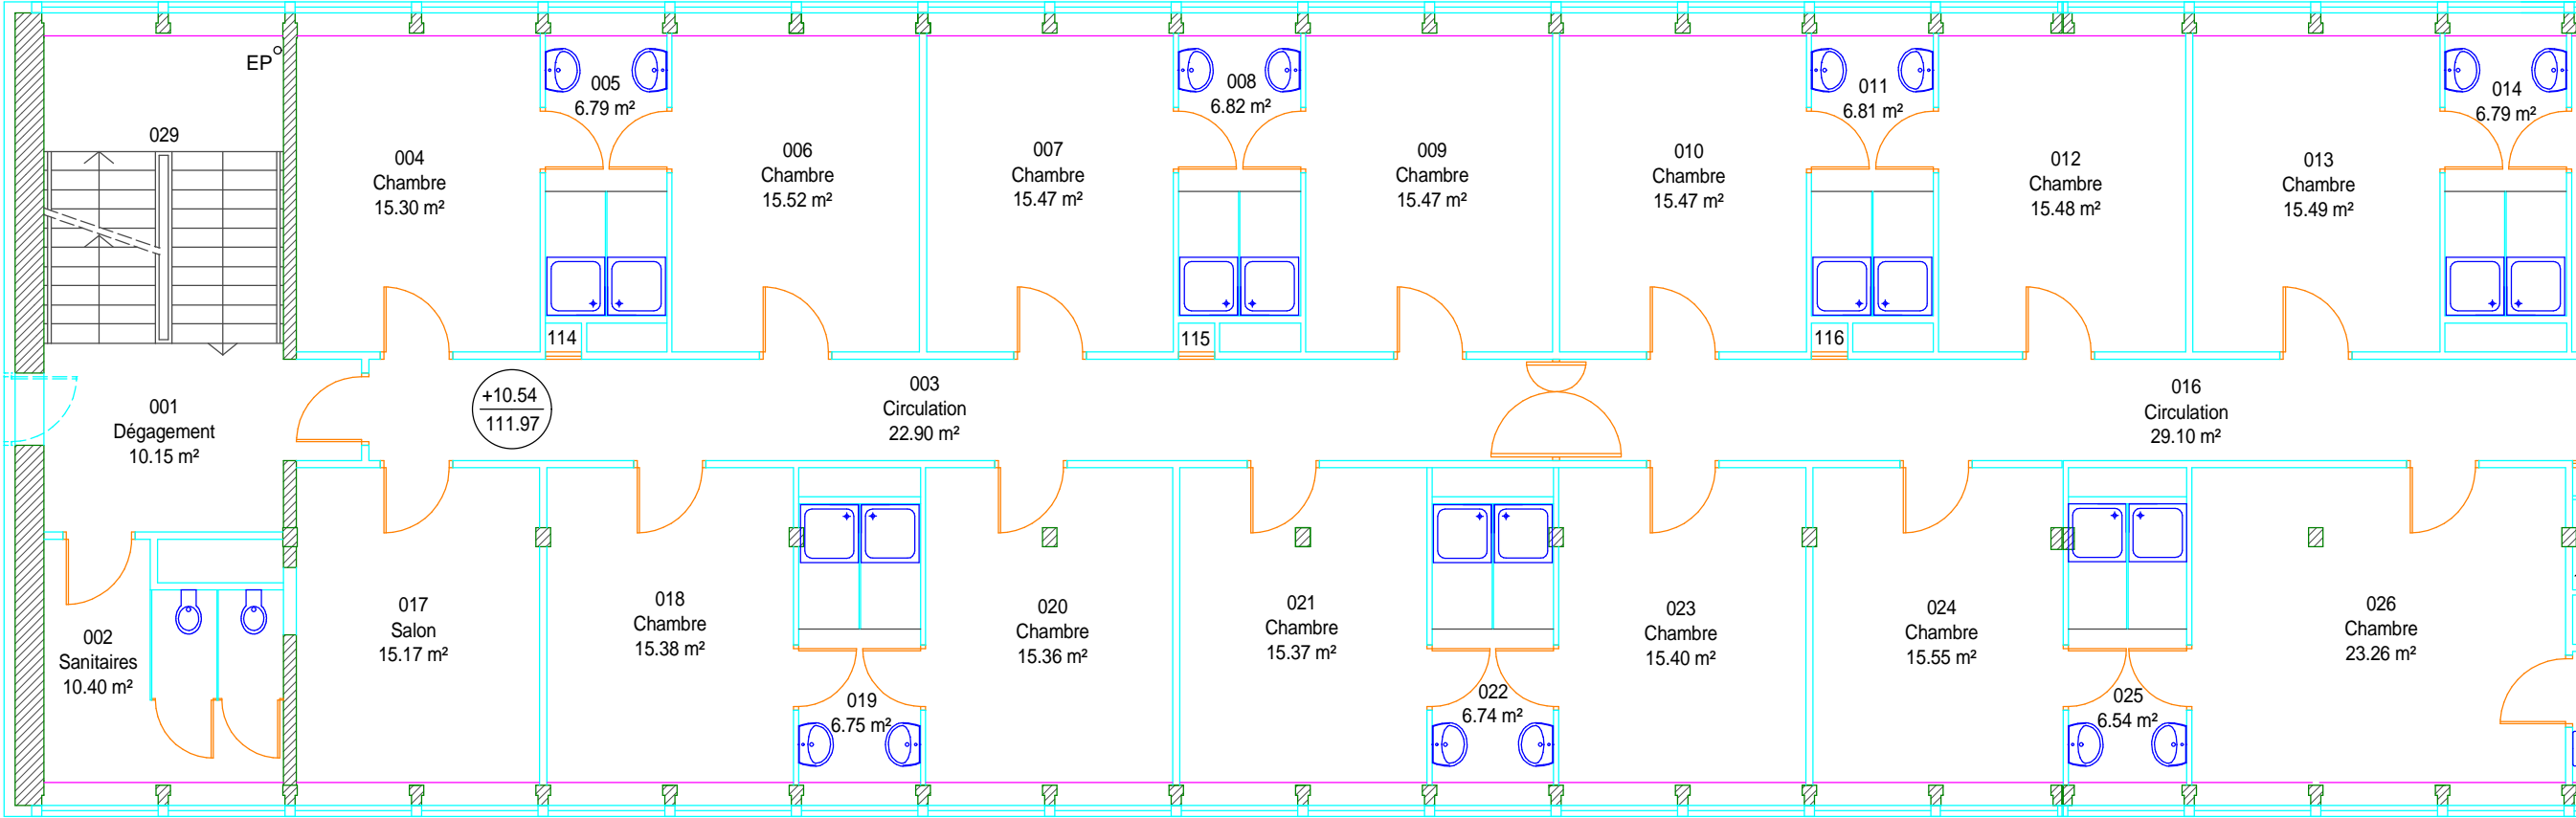 EP
029
004
Chambre
15.30 m²
005
6.79 m²
006
Chambre
15.52 m²
007
Chambre
15.47 m²
008
6.82 m²
009
Chambre
15.47 m²
010
Chambre
15.47 m²
011
6.81 m²
012
Chambre
15.48 m²
013
Chambre
15.49 m²
014
6.79 m²
114
115
116
001
Dégagement
10.15 m²
+10.54
111.97
003
Circulation
22.90 m²
016
Circulation
29.10 m²
002
Sanitaires
10.40 m²
017
Salon
15.17 m²
018
Chambre
15.38 m²
019
6.75 m²
020
Chambre
15.36 m²
021
Chambre
15.37 m²
022
6.74 m²
023
Chambre
15.40 m²
024
Chambre
15.55 m²
025
6.54 m²
026
Chambre
23.26 m²